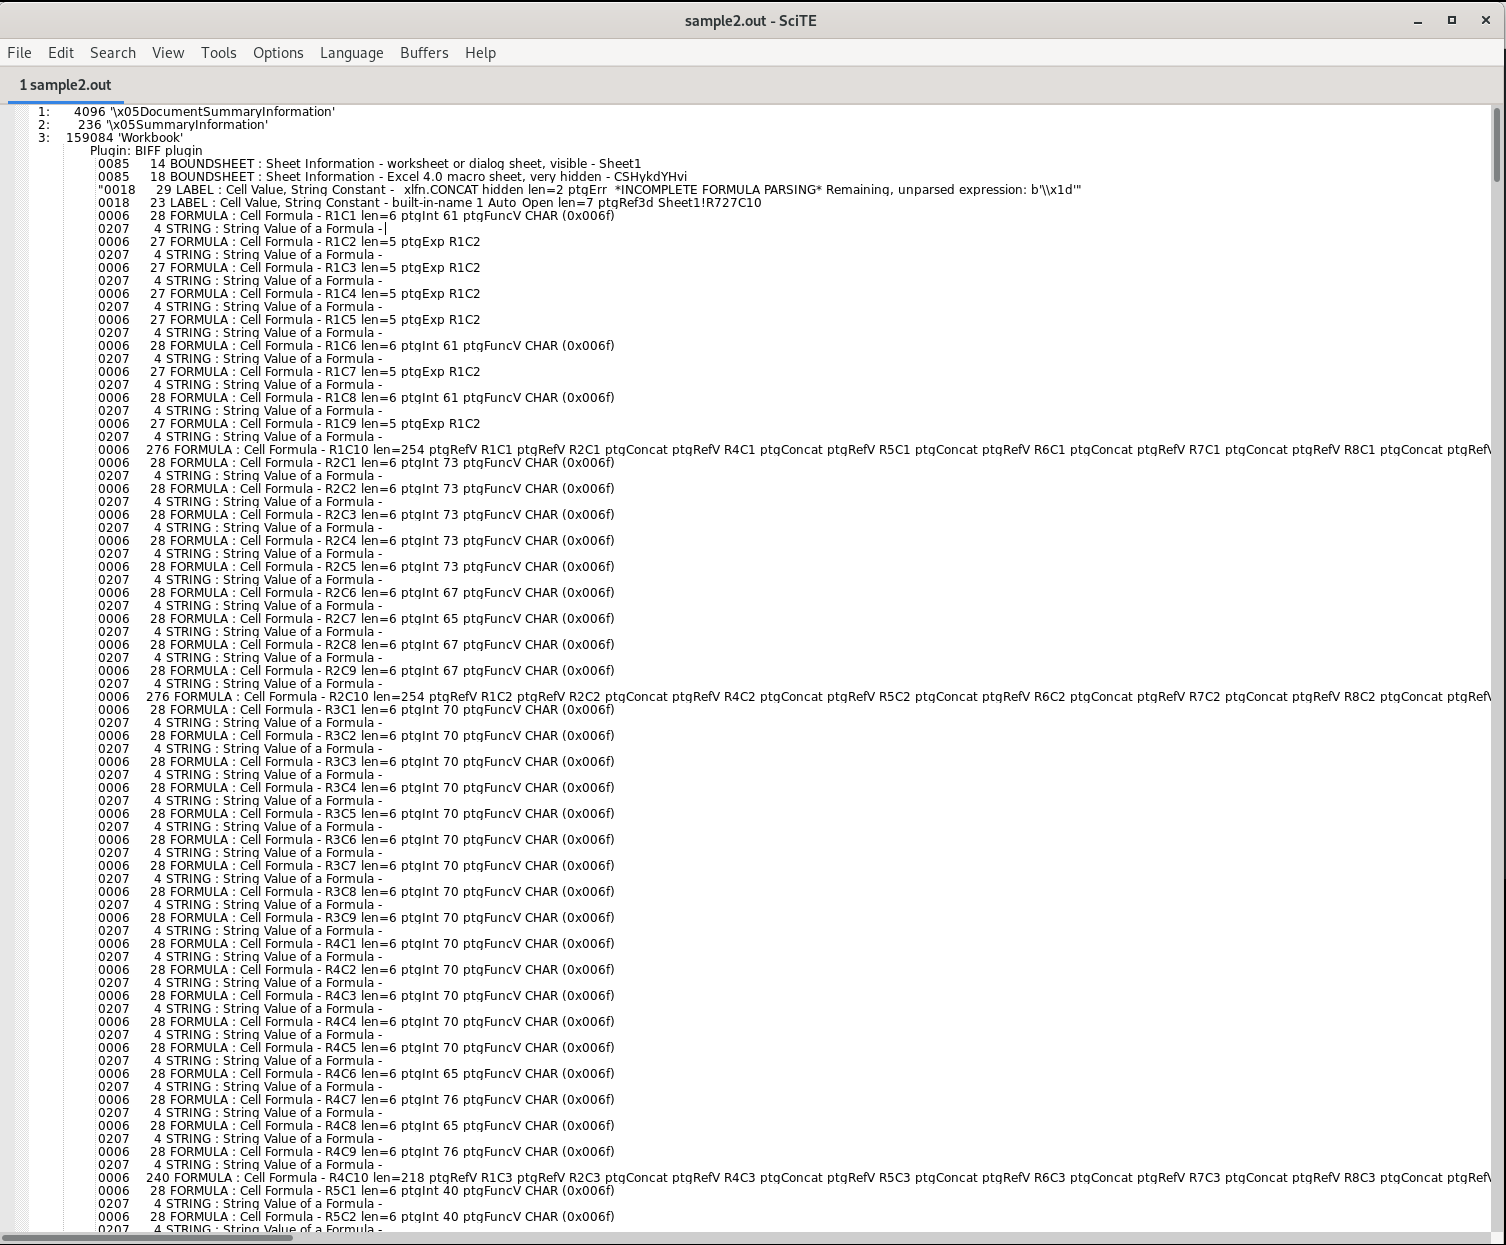 sample2.out - SciTE
File Edit Search View Tools Options Language Buffers Help
1 sample2.out
1: 4096 '\x05DocumentSummaryInformation'
2: 236 '\x05SummaryInformation'
3: 159084 'Workbook'
Plugin: BIFF plugin
0085 14 BOUNDSHEET : Sheet Information - worksheet or dialog sheet, visible - Sheet1
0085 18 BOUNDSHEET : Sheet Information - Excel 4.0 macro sheet, very hidden - CSHykdYHvi
"0018 29 LABEL : Cell Value, String Constant - _xlfn.CONCAT hidden len=2 ptgErr *INCOMPLETE FORMULA PARSING* Remaining, unparsed expression: b'\\x1d'"
0018 23 LABEL : Cell Value, String Constant - built-in-name 1 Auto_Open len=7 ptgRef3d Sheet1!R727C10
0006 28 FORMULA : Cell Formula - R1C1 len=6 ptgInt 61 ptgFuncV CHAR (0x006f)
0207 4 STRING : String Value of a Formula -
0006 27 FORMULA : Cell Formula - R1C2 len=5 ptgExp R1C2
0207 4 STRING : String Value of a Formula -
0006 27 FORMULA : Cell Formula - R1C3 len=5 ptgExp R1C2
0207 4 STRING : String Value of a Formula -
0006 27 FORMULA : Cell Formula - R1C4 len=5 ptgExp R1C2
0207 4 STRING : String Value of a Formula -
0006 27 FORMULA : Cell Formula - R1C5 len=5 ptgExp R1C2
0207 4 STRING : String Value of a Formula -
0006 28 FORMULA : Cell Formula - R1C6 len=6 ptgInt 61 ptgFuncV CHAR (0x006f)
0207 4 STRING : String Value of a Formula -
0006 27 FORMULA : Cell Formula - R1C7 len=5 ptgExp R1C2
0207 4 STRING : String Value of a Formula -
0006 28 FORMULA : Cell Formula - R1C8 len=6 ptgInt 61 ptgFuncV CHAR (0x006f)
0207 4 STRING : String Value of a Formula -
0006 27 FORMULA : Cell Formula - R1C9 len=5 ptgExp R1C2
0207 4 STRING : String Value of a Formula -
0006 276 FORMULA : Cell Formula - R1C10 len=254 ptgRefV R1C1 ptgRefV R2C1 ptgConcat ptgRefV R4C1 ptgConcat ptgRefV R5C1 ptgConcat ptgRefV R6C1 ptgConcat ptgRefV R7C1 ptgConcat ptgRefV R8C1 ptgConcat ptgRefV
0006 28 FORMULA : Cell Formula - R2C1 len=6 ptgInt 73 ptgFuncV CHAR (0x006f)
0207 4 STRING : String Value of a Formula -
0006 28 FORMULA : Cell Formula - R2C2 len=6 ptgInt 73 ptgFuncV CHAR (0x006f)
0207 4 STRING : String Value of a Formula -
0006 28 FORMULA : Cell Formula - R2C3 len=6 ptgInt 73 ptgFuncV CHAR (0x006f)
0207 4 STRING : String Value of a Formula -
0006 28 FORMULA : Cell Formula - R2C4 len=6 ptgInt 73 ptgFuncV CHAR (0x006f)
0207 4 STRING : String Value of a Formula -
0006 28 FORMULA : Cell Formula - R2C5 len=6 ptgInt 73 ptgFuncV CHAR (0x006f)
0207 4 STRING : String Value of a Formula -
0006 28 FORMULA : Cell Formula - R2C6 len=6 ptgInt 67 ptgFuncV CHAR (0x006f)
0207 4 STRING : String Value of a Formula -
0006 28 FORMULA : Cell Formula - R2C7 len=6 ptgInt 65 ptgFuncV CHAR (0x006f)
0207 4 STRING : String Value of a Formula -
0006 28 FORMULA : Cell Formula - R2C8 len=6 ptgInt 67 ptgFuncV CHAR (0x006f)
0207 4 STRING : String Value of a Formula -
0006 28 FORMULA : Cell Formula - R2C9 len=6 ptgInt 67 ptgFuncV CHAR (0x006f)
0207 4 STRING : String Value of a Formula -
0006 276 FORMULA : Cell Formula - R2C10 len=254 ptgRefV R1C2 ptgRefV R2C2 ptgConcat ptgRefV R4C2 ptgConcat ptgRefV R5C2 ptgConcat ptgRefV R6C2 ptgConcat ptgRefV R7C2 ptgConcat ptgRefV R8C2 ptgConcat ptgRefV
0006 28 FORMULA : Cell Formula - R3C1 len=6 ptgInt 70 ptgFuncV CHAR (0x006f)
0207 4 STRING : String Value of a Formula -
0006 28 FORMULA : Cell Formula - R3C2 len=6 ptgInt 70 ptgFuncV CHAR (0x006f)
0207 4 STRING : String Value of a Formula -
0006 28 FORMULA : Cell Formula - R3C3 len=6 ptgInt 70 ptgFuncV CHAR (0x006f)
0207 4 STRING : String Value of a Formula -
0006 28 FORMULA : Cell Formula - R3C4 len=6 ptgInt 70 ptgFuncV CHAR (0x006f)
0207 4 STRING : String Value of a Formula -
0006 28 FORMULA : Cell Formula - R3C5 len=6 ptgInt 70 ptgFuncV CHAR (0x006f)
0207 4 STRING : String Value of a Formula -
0006 28 FORMULA : Cell Formula - R3C6 len=6 ptgInt 70 ptgFuncV CHAR (0x006f)
0207 4 STRING : String Value of a Formula -
0006 28 FORMULA : Cell Formula - R3C7 len=6 ptgInt 70 ptgFuncV CHAR (0x006f)
0207 4 STRING : String Value of a Formula -
0006 28 FORMULA : Cell Formula - R3C8 len=6 ptgInt 70 ptgFuncV CHAR (0x006f)
0207 4 STRING : String Value of a Formula -
0006 28 FORMULA : Cell Formula - R3C9 len=6 ptgInt 70 ptgFuncV CHAR (0x006f)
0207 4 STRING : String Value of a Formula -
0006 28 FORMULA : Cell Formula - R4C1 len=6 ptgInt 70 ptgFuncV CHAR (0x006f)
0207 4 STRING : String Value of a Formula -
0006 28 FORMULA : Cell Formula - R4C2 len=6 ptgInt 70 ptgFuncV CHAR (0x006f)
0207 4 STRING : String Value of a Formula -
0006 28 FORMULA : Cell Formula - R4C3 len=6 ptgInt 70 ptgFuncV CHAR (0x006f)
0207 4 STRING : String Value of a Formula -
0006 28 FORMULA : Cell Formula - R4C4 len=6 ptgInt 70 ptgFuncV CHAR (0x006f)
0207 4 STRING : String Value of a Formula -
0006 28 FORMULA : Cell Formula - R4C5 len=6 ptgInt 70 ptgFuncV CHAR (0x006f)
0207 4 STRING : String Value of a Formula -
0006 28 FORMULA : Cell Formula - R4C6 len=6 ptgInt 65 ptgFuncV CHAR (0x006f)
0207 4 STRING : String Value of a Formula -
0006 28 FORMULA : Cell Formula - R4C7 len=6 ptgInt 76 ptgFuncV CHAR (0x006f)
0207 4 STRING : String Value of a Formula -
0006 28 FORMULA : Cell Formula - R4C8 len=6 ptgInt 65 ptgFuncV CHAR (0x006f)
0207 4 STRING : String Value of a Formula -
0006 28 FORMULA : Cell Formula - R4C9 len=6 ptgInt 76 ptgFuncV CHAR (0x006f)
0207 4 STRING : String Value of a Formula -
0006 240 FORMULA : Cell Formula - R4C10 len=218 ptgRefV R1C3 ptgRefV R2C3 ptgConcat ptgRefV R4C3 ptgConcat ptgRefV R5C3 ptgConcat ptgRefV R6C3 ptgConcat ptgRefV R7C3 ptgConcat ptgRefV R8C3 ptgConcat ptgRefV
0006 28 FORMULA : Cell Formula - R5C1 len=6 ptgInt 40 ptgFuncV CHAR (0x006f)
0207 4 STRING : String Value of a Formula -
0006 28 FORMULA : Cell Formula - R5C2 len=6 ptgInt 40 ptgFuncV CHAR (0x006f)
0207 4 STRING : String Value of a Formula -